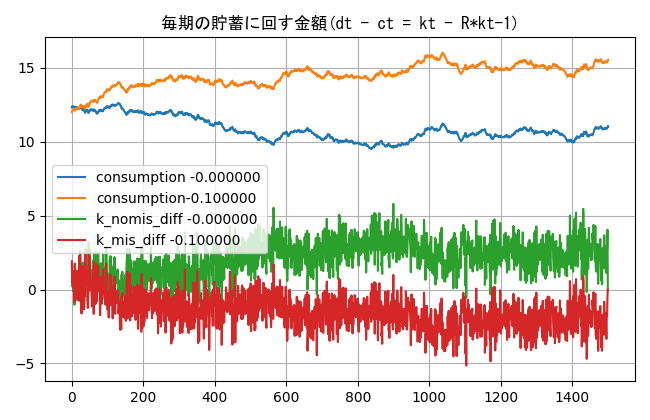 毎期の貯蓄に回す金額(dt - ct = kt - R*kt-1)
15
10
5
0
−5
consumption -0.000000
consumption-0.100000
k_nomis_diff -0.000000
k_mis_diff -0.100000
0 200 400 600 800 1000 1200 1400